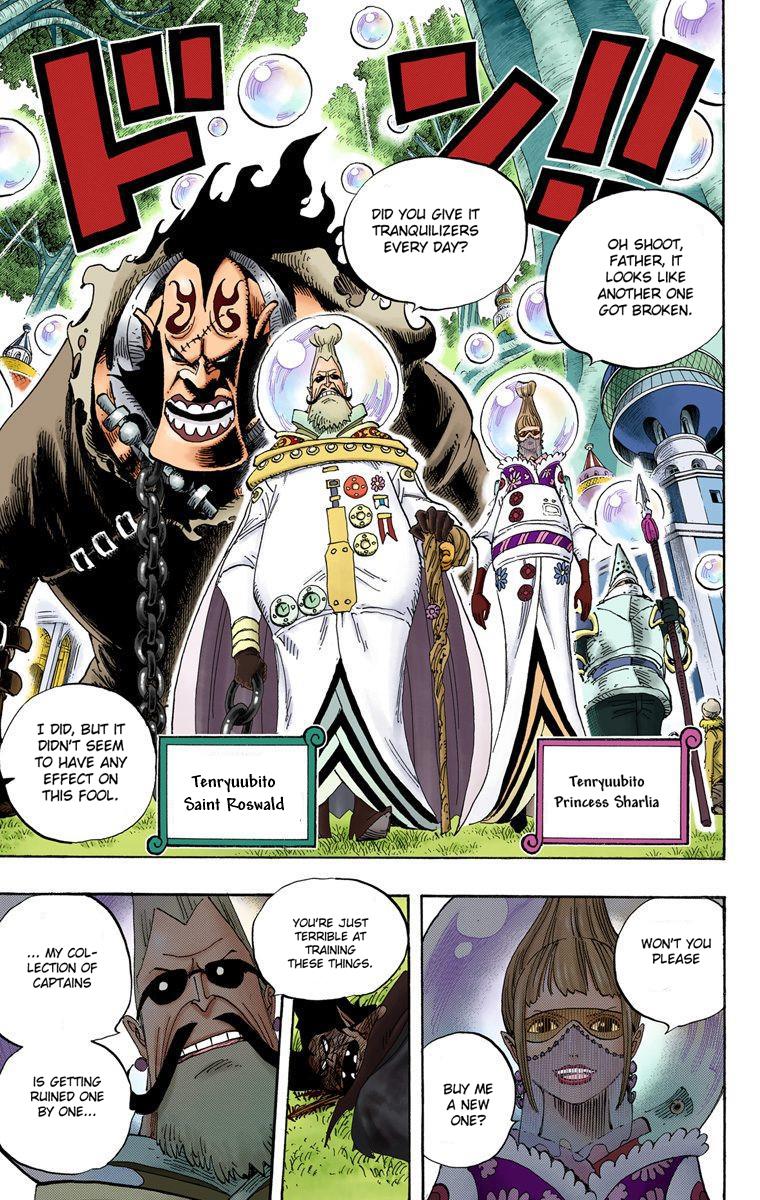 ドン!!
OH SHOOT,
FATHER, IT
LOOKS LIKE
ANOTHER ONE
GOT BROKEN.
DID YOU GIVE IT
TRANQUILIZERS
EVERY DAY?
I DID, BUT IT
DIDN'T SEEM
TO HAVE ANY
EFFECT ON
THIS FOOL.
Tenryuubito
Princess Sharlia
Tenryuubito
Saint Roswald
WON'T YOU
PLEASE
BUY ME
A NEW
ONE?
YOU'RE JUST
TERRIBLE AT
TRAINING
THESE THINGS.
... MY COL-
LECTION OF
CAPTAINS
IS GETTING
RUINED ONE
BY ONE...